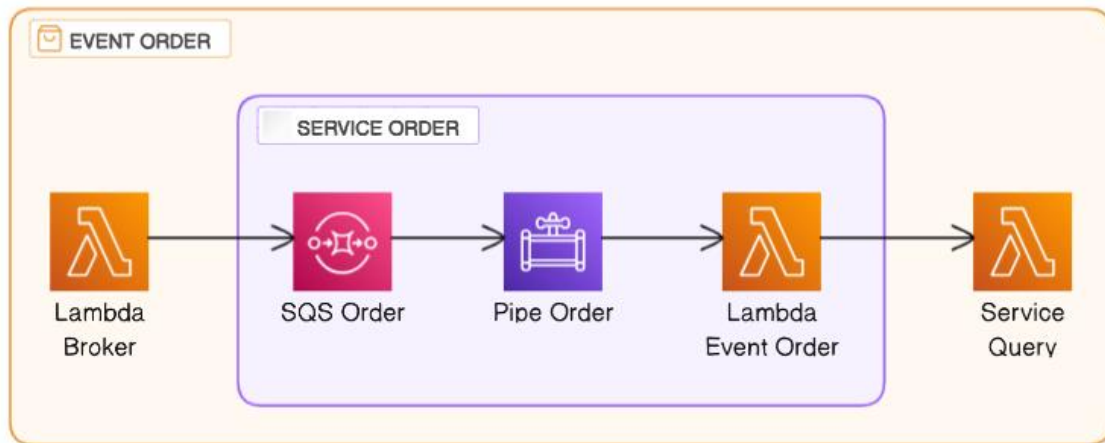 EVENT ORDER
SERVICE ORDER
Lambda
Broker
SQS Order
Pipe Order
Lambda
Event Order
Service
Query